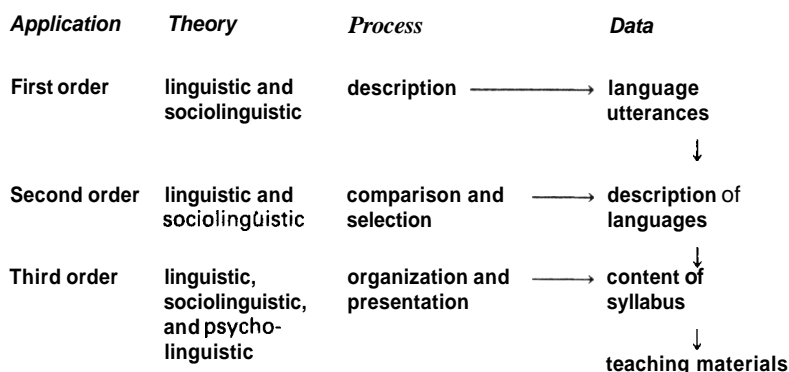 Application Theory Process Data
First order linguistic and description → language
sociolinguistic utterances
↓
Second order linguistic and comparison and → description of
sociolinguistic selection languages
↓
Third order linguistic, organization and → content of
sociolinguistic, presentation syllabus
and psycho-
linguistic ↓
teaching materials